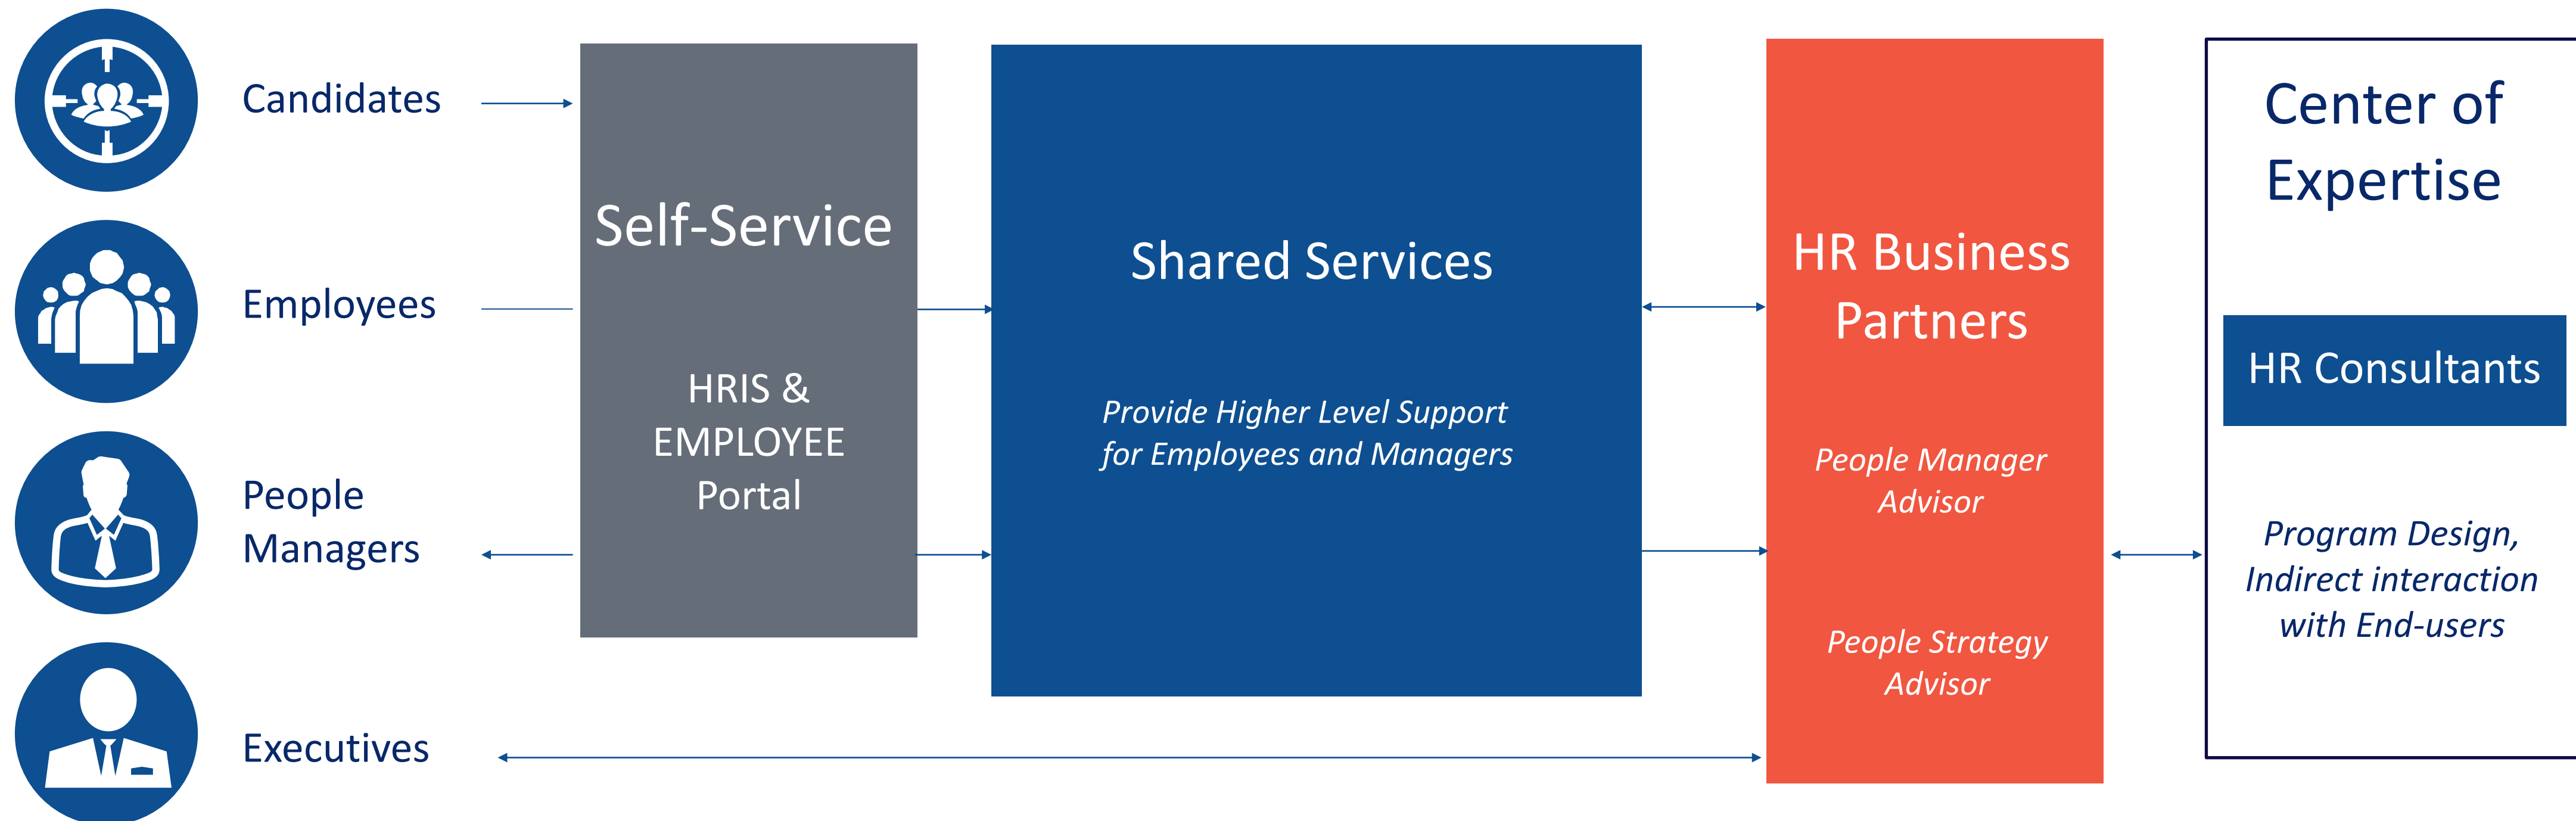 Candidates
Employees
People
Managers
Executives
Self-Service
HRIS &
EMPLOYEE
Portal
Shared Services
Provide Higher Level Support
for Employees and Managers
HR Business
Partners
People Manager
Advisor
People Strategy
Advisor
Center of
Expertise
HR Consultants
Program Design,
Indirect interaction
with End-users